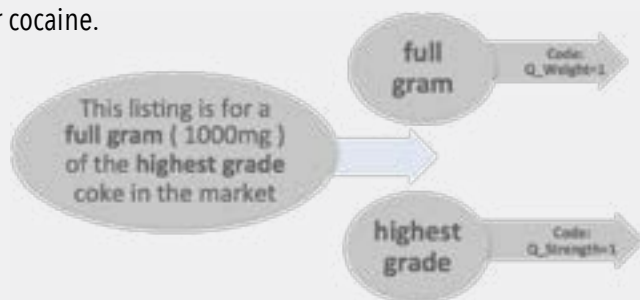 r cocaine.
full
gram
Code:
Q_Weight=1
This listing is for a
full gram ( 1000mg )
of the highest grade
coke in the market
highest
grade
Code:
Q_Strength=1